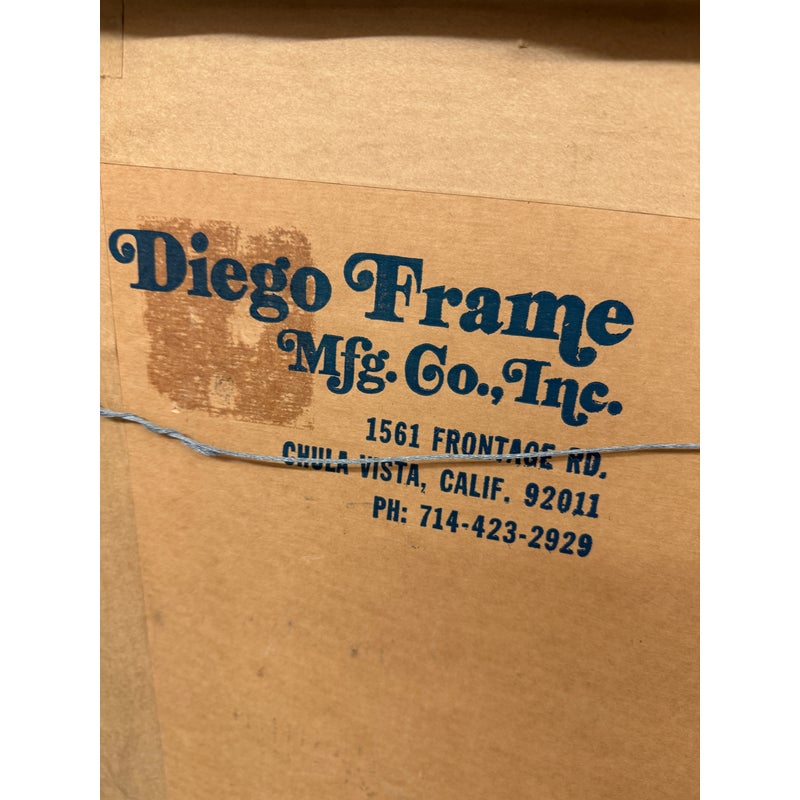 Diego Frame
Mfg. Co., Inc.
1561 FRONTAGE RD.
CHULA VISTA, CALIF. 92011
PH: 714-423-2929